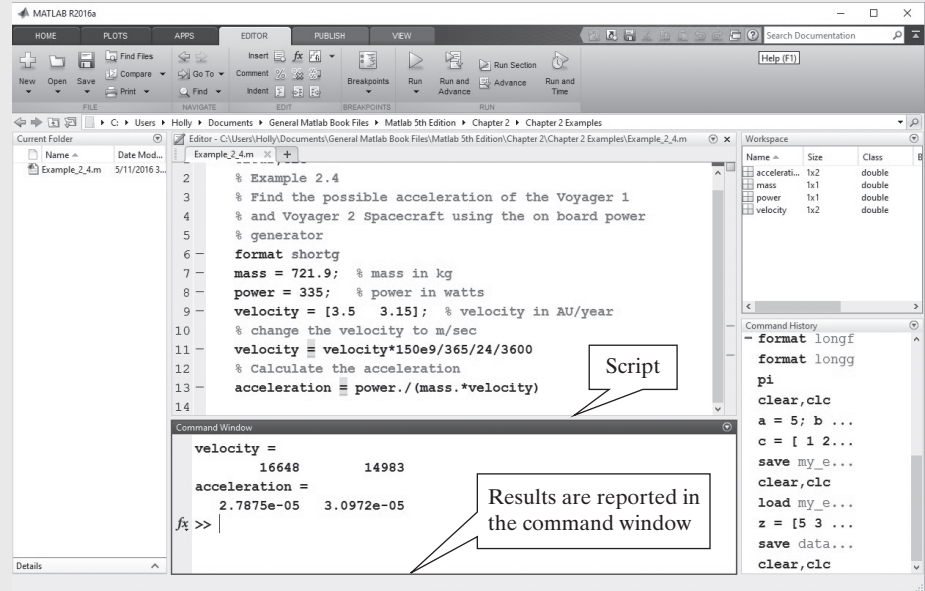 MATLAB R2016a
HOME PLOTS APPS EDITOR PUBLISH VIEW
Search Documentation
New Open Save
Find Files
Compare
Print
FILE
Go To
Find
NAVIGATE
Insert fx
Comment
Indent
EDIT
Breakpoints
BREAKPOINTS
Run
Run and Advance
Run Section
Advance
Run and Time
RUN
Help (F1)
C: Users Holly Documents General Matlab Book Files Matlab 5th Edition Chapter 2 Chapter 2 Examples
Current Folder
Name Date Mod...
Example_2_4.m 5/11/2016 3...
Details
Editor - C:\Users\Holly\Documents\General Matlab Book Files\Matlab 5th Edition\Chapter 2\Chapter 2 Examples\Example_2_4.m
Example_2_4.m
2 % Example 2.4
3 % Find the possible acceleration of the Voyager 1
4 % and Voyager 2 Spacecraft using the on board power
5 % generator
6 – format shortg
7 – mass = 721.9; % mass in kg
8 – power = 335; % power in watts
9 – velocity = [3.5 3.15]; % velocity in AU/year
10 % change the velocity to m/sec
11 – velocity = velocity*150e9/365/24/3600
12 % Calculate the acceleration
13 – acceleration = power./(mass.*velocity)
14
Script
Command Window
velocity =
16648 14983
acceleration =
2.7875e-05 3.0972e-05
fx >>
Results are reported in
the command window
Workspace
Name Size Class B
accelerati... 1x2 double
mass 1x1 double
power 1x1 double
velocity 1x2 double
Command History
format longf
format longg
pi
clear,clc
a = 5; b ...
c = [ 1 2...
save my_e...
clear,clc
load my_e...
z = [5 3 ...
save data...
clear,clc